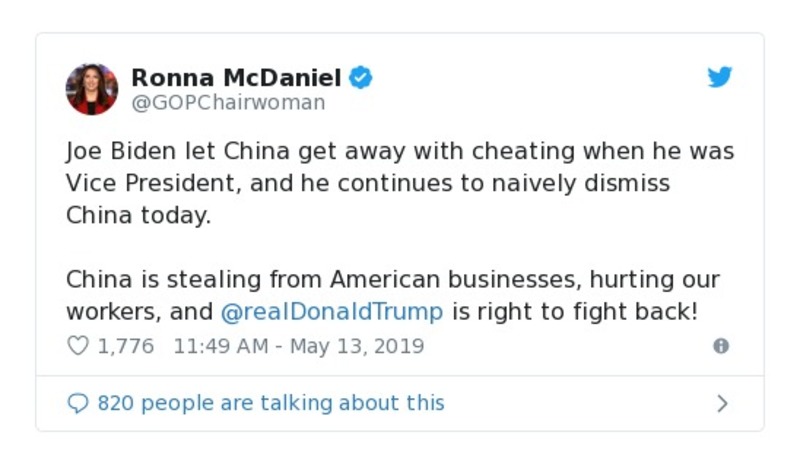 Ronna McDaniel
@GOPChairwoman
Joe Biden let China get away with cheating when he was
Vice President, and he continues to naively dismiss
China today.
China is stealing from American businesses, hurting our
workers, and @realDonaldTrump is right to fight back!
1,776 11:49 AM - May 13, 2019
820 people are talking about this